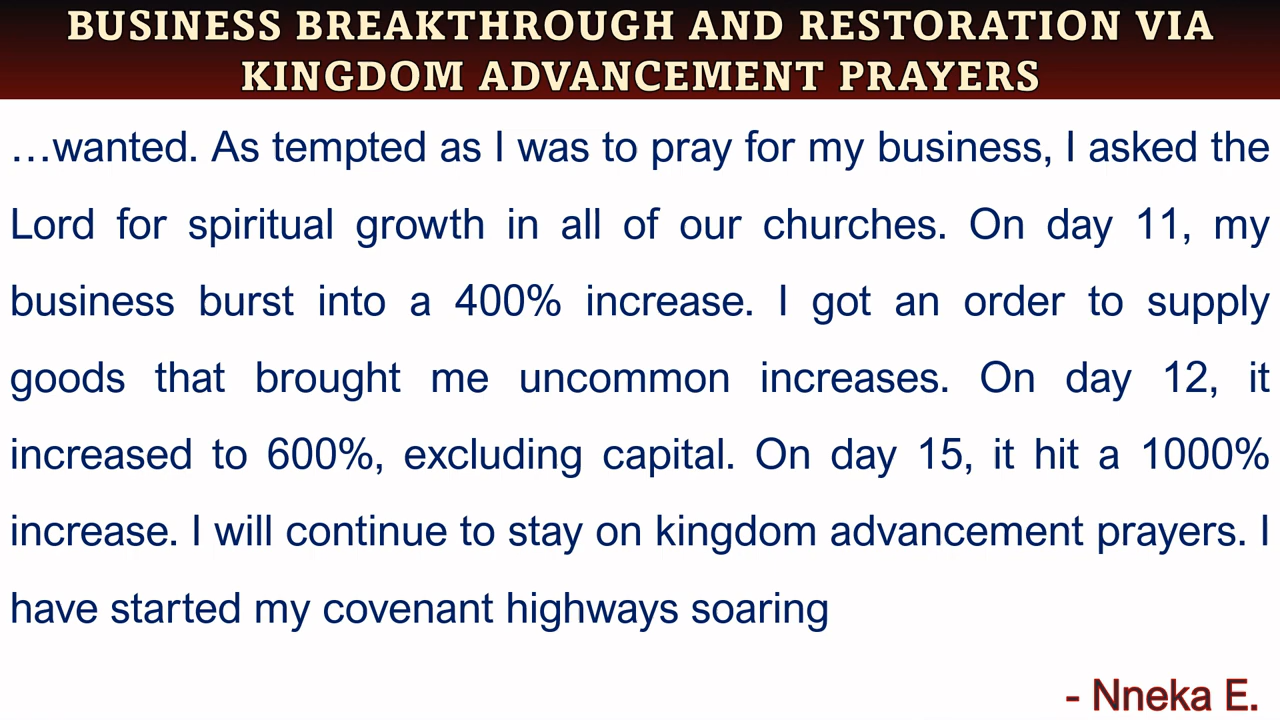 BUSINESS BREAKTHROUGH AND RESTORATION VIA
KINGDOM ADVANCEMENT PRAYERS
…wanted. As tempted as I was to pray for my business, I asked the
Lord for spiritual growth in all of our churches. On day 11, my
business burst into a 400% increase. I got an order to supply
goods that brought me uncommon increases. On day 12, it
increased to 600%, excluding capital. On day 15, it hit a 1000%
increase. I will continue to stay on kingdom advancement prayers. I
have started my covenant highways soaring
- Nneka E.